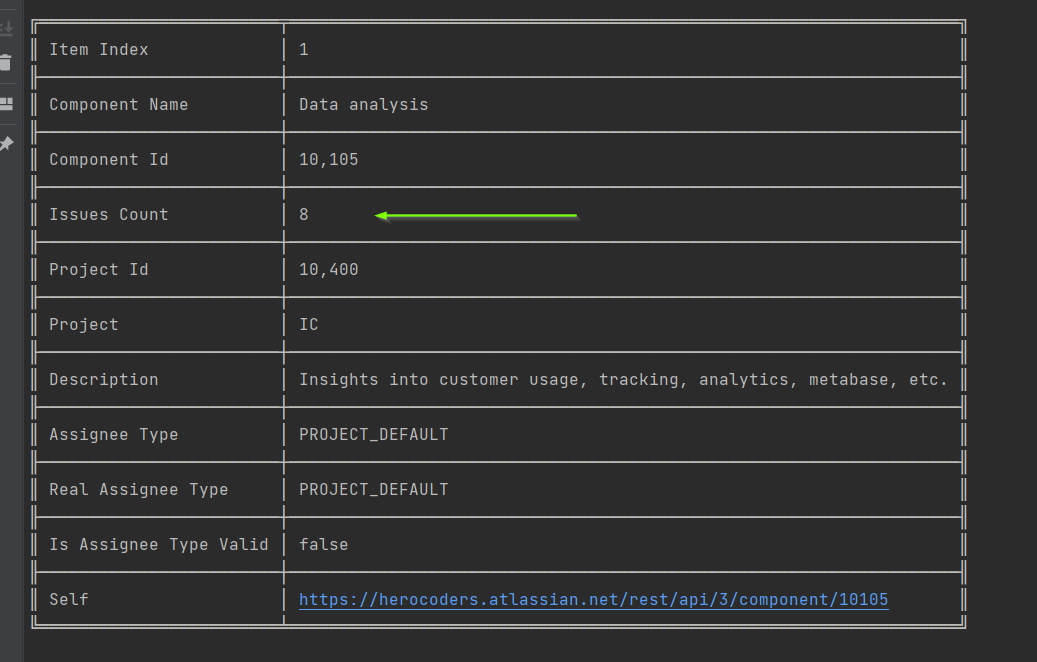 Item Index 1
Component Name Data analysis
Component Id 10,105
Issues Count 8
Project Id 10,400
Project IC
Description Insights into customer usage, tracking, analytics, metabase, etc.
Assignee Type PROJECT_DEFAULT
Real Assignee Type PROJECT_DEFAULT
Is Assignee Type Valid false
Self https://herocoders.atlassian.net/rest/api/3/component/10105